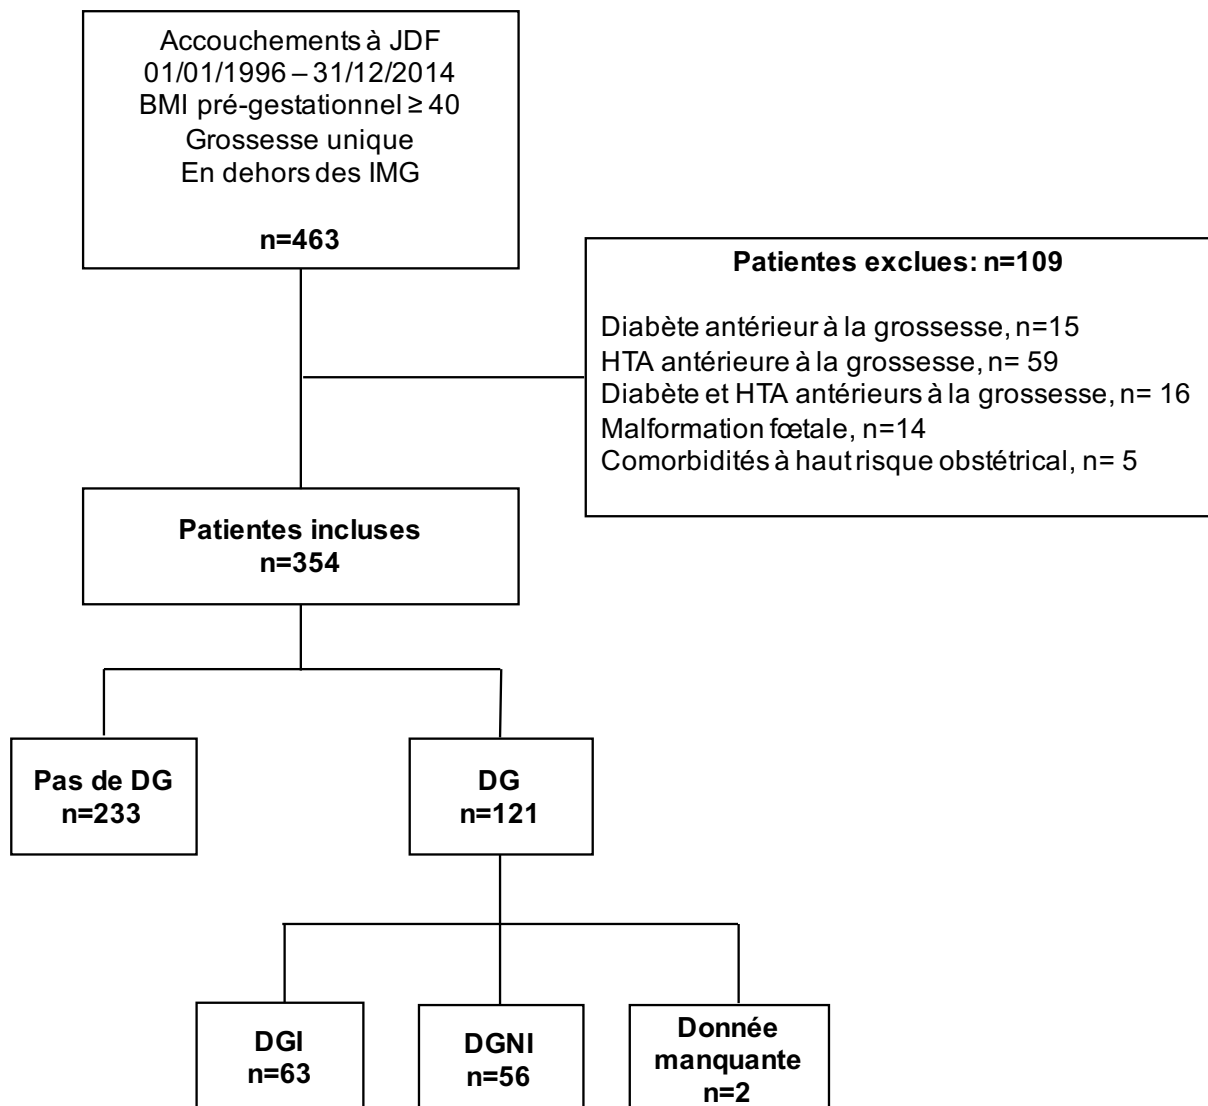 Accouchements à JDF
01/01/1996 – 31/12/2014
BMI pré-gestationnel ≥ 40
Grossesse unique
En dehors des IMG
n=463
Patientes exclues: n=109
Diabète antérieur à la grossesse, n=15
HTA antérieure à la grossesse, n= 59
Diabète et HTA antérieurs à la grossesse, n= 16
Malformation fœtale, n=14
Comorbidités à haut risque obstétrical, n= 5
Patientes incluses
n=354
Pas de DG
n=233
DG
n=121
DGI
n=63
DGNI
n=56
Donnée
manquante
n=2